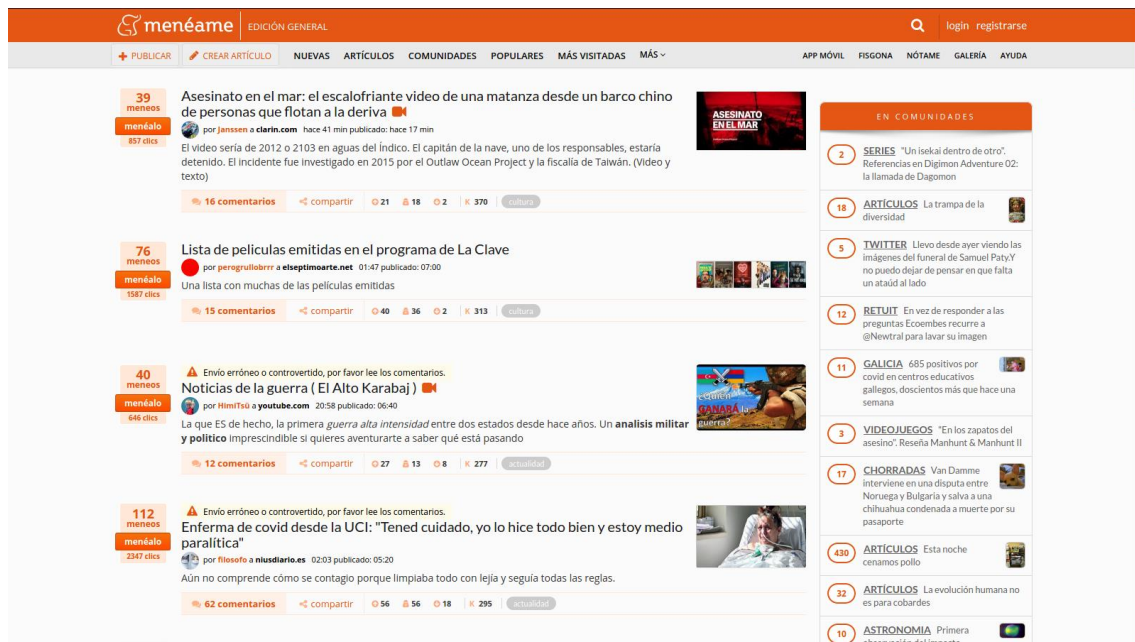 menéame EDICIÓN GENERAL login registrarse
PUBLICAR CREAR ARTÍCULO NUEVAS ARTÍCULOS COMUNIDADES POPULARES MÁS VISITADAS MÁS APP MÓVIL FISGONA NÓTAME GALERÍA AYUDA
39
meneos
menéalo
857 clics
Asesinato en el mar: el escalofriante video de una matanza desde un barco chino
de personas que flotan a la deriva
por Janssen a clarin.com hace 41 min publicado: hace 17 min
El video sería de 2012 o 2103 en aguas del Índico. El capitán de la nave, uno de los responsables, estaría
detenido. El incidente fue investigado en 2015 por el Outlaw Ocean Project y la fiscalía de Taiwán. (Video y
texto)
16 comentarios compartir 21 18 2 K 370 cultura
ASESINATO
EN EL MAR
76
meneos
menéalo
1587 clics
Lista de peliculas emitidas en el programa de La Clave
por perogrullobrrr a elseptimoarte.net 01:47 publicado: 07:00
Una lista con muchas de las películas emitidas
15 comentarios compartir 40 36 2 K 313 cultura
40
meneos
menéalo
646 clics
Envío erróneo o controvertido, por favor lee los comentarios.
Noticias de la guerra ( El Alto Karabaj )
por HimiTsü a youtube.com 20:58 publicado: 06:40
La que ES de hecho, la primera guerra alta intensidad entre dos estados desde hace años. Un analisis militar
y politico imprescindible si quieres aventurarte a saber qué está pasando
12 comentarios compartir 27 13 8 K 277 actualidad
¿Quién
GANARÁ la
guerra?
112
meneos
menéalo
2347 clics
Envío erróneo o controvertido, por favor lee los comentarios.
Enferma de covid desde la UCI: "Tened cuidado, yo lo hice todo bien y estoy medio
paralítica"
por filosofo a niusdiario.es 02:03 publicado: 05:20
Aún no comprende cómo se contagio porque limpiaba todo con lejía y seguía todas las reglas.
62 comentarios compartir 56 56 18 K 295 actualidad
EN COMUNIDADES
2 SERIES "Un isekai dentro de otro".
Referencias en Digimon Adventure 02:
la llamada de Dagomon
18 ARTÍCULOS La trampa de la
diversidad
5 TWITTER Llevo desde ayer viendo las
imágenes del funeral de Samuel Paty.Y
no puedo dejar de pensar en que falta
un ataúd al lado
12 RETUIT En vez de responder a las
preguntas Ecoembes recurre a
@Newtral para lavar su imagen
11 GALICIA 685 positivos por
covid en centros educativos
gallegos, doscientos más que hace una
semana
3 VIDEOJUEGOS "En los zapatos del
asesino". Reseña Manhunt & Manhunt II
17 CHORRADAS Van Damme
interviene en una disputa entre
Noruega y Bulgaria y salva a una
chihuahua condenada a muerte por su
pasaporte
430 ARTÍCULOS Esta noche
cenamos pollo
32 ARTÍCULOS La evolución humana no
es para cobardes
10 ASTRONOMIA Primera